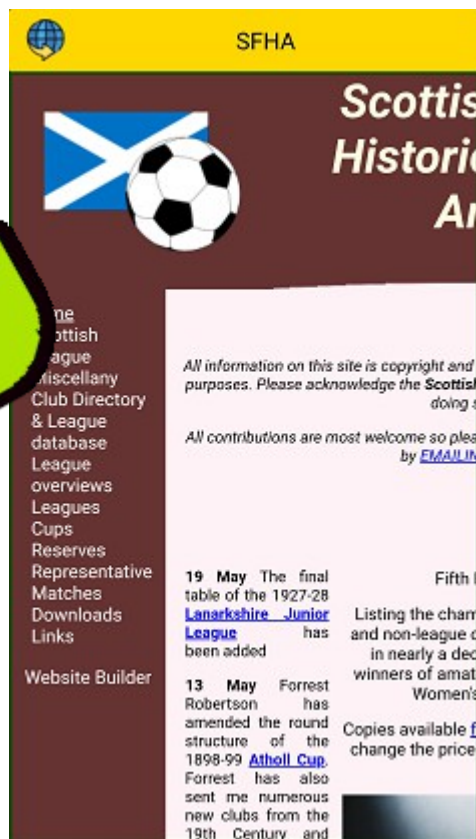 SFHA
Scottis
Historic
Ar
me
ottish
ague
Miscellany
Club Directory
& League
database
League
overviews
Leagues
Cups
Reserves
Representative
Matches
Downloads
Links
Website Builder
All information on this site is copyright and
purposes. Please acknowledge the Scottish
doing s
All contributions are most welcome so plea
by EMAILIN
19 May The final
table of the 1927-28
Lanarkshire Junior
League has
been added
13 May Forrest
Robertson has
amended the round
structure of the
1898-99 Atholl Cup.
Forrest has also
sent me numerous
new clubs from the
19th Century and
Fifth
Listing the cham
and non-league c
in nearly a dec
winners of amat
Women's
Copies available f
change the price